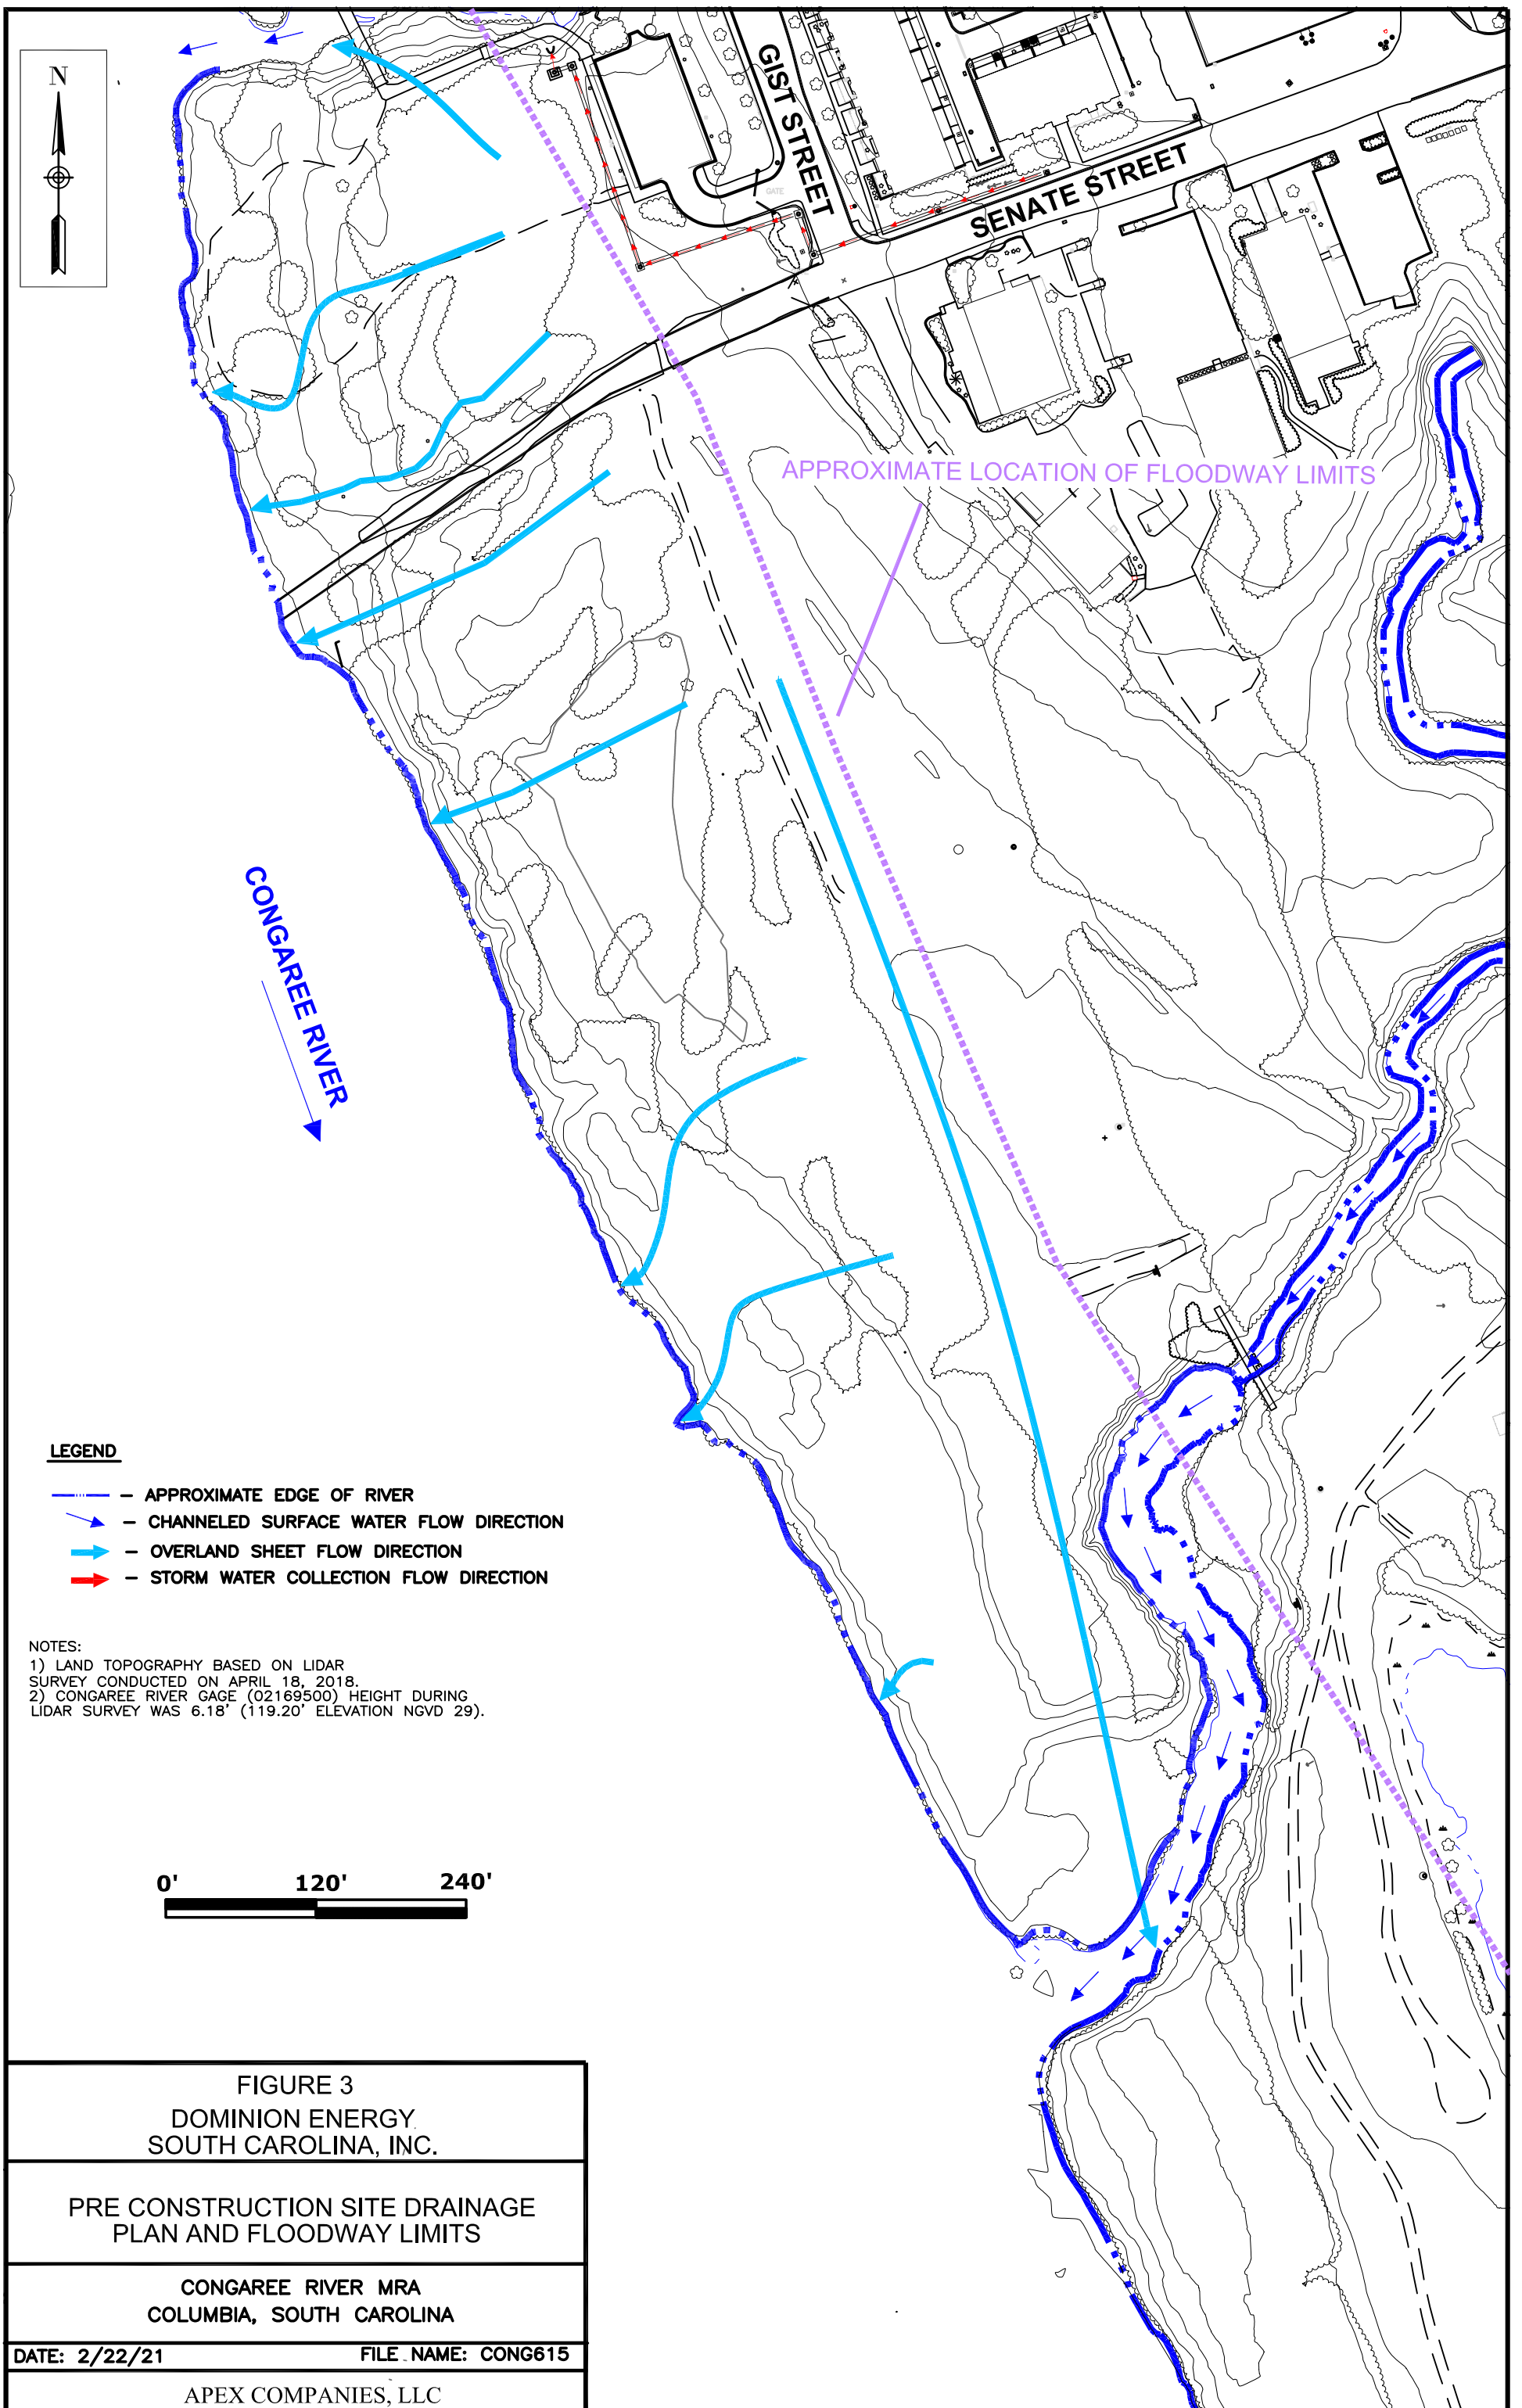 N
GIST STREET
GATE
SENATE STREET
APPROXIMATE LOCATION OF FLOODWAY LIMITS
CONGAREE RIVER
LEGEND
– APPROXIMATE EDGE OF RIVER
– CHANNELED SURFACE WATER FLOW DIRECTION
– OVERLAND SHEET FLOW DIRECTION
– STORM WATER COLLECTION FLOW DIRECTION
NOTES:
1) LAND TOPOGRAPHY BASED ON LIDAR
SURVEY CONDUCTED ON APRIL 18, 2018.
2) CONGAREE RIVER GAGE (02169500) HEIGHT DURING
LIDAR SURVEY WAS 6.18' (119.20' ELEVATION NGVD 29).
0' 120' 240'
FIGURE 3
DOMINION ENERGY
SOUTH CAROLINA, INC.
PRE CONSTRUCTION SITE DRAINAGE
PLAN AND FLOODWAY LIMITS
CONGAREE RIVER MRA
COLUMBIA, SOUTH CAROLINA
DATE: 2/22/21 FILE NAME: CONG615
APEX COMPANIES, LLC